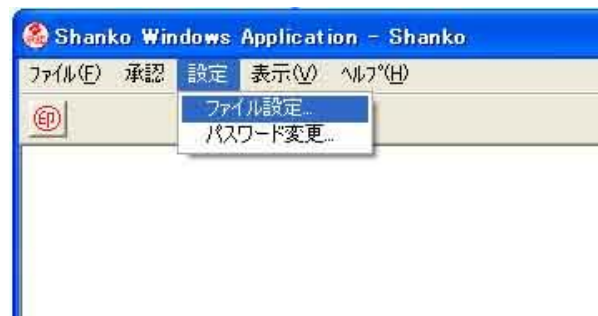 Shanko Windows Application - Shanko
ﾌｧｲﾙ(F) 承認 設定 表示(V) ﾍﾙﾌﾟ(H)
印
ファイル設定...
パスワード変更...